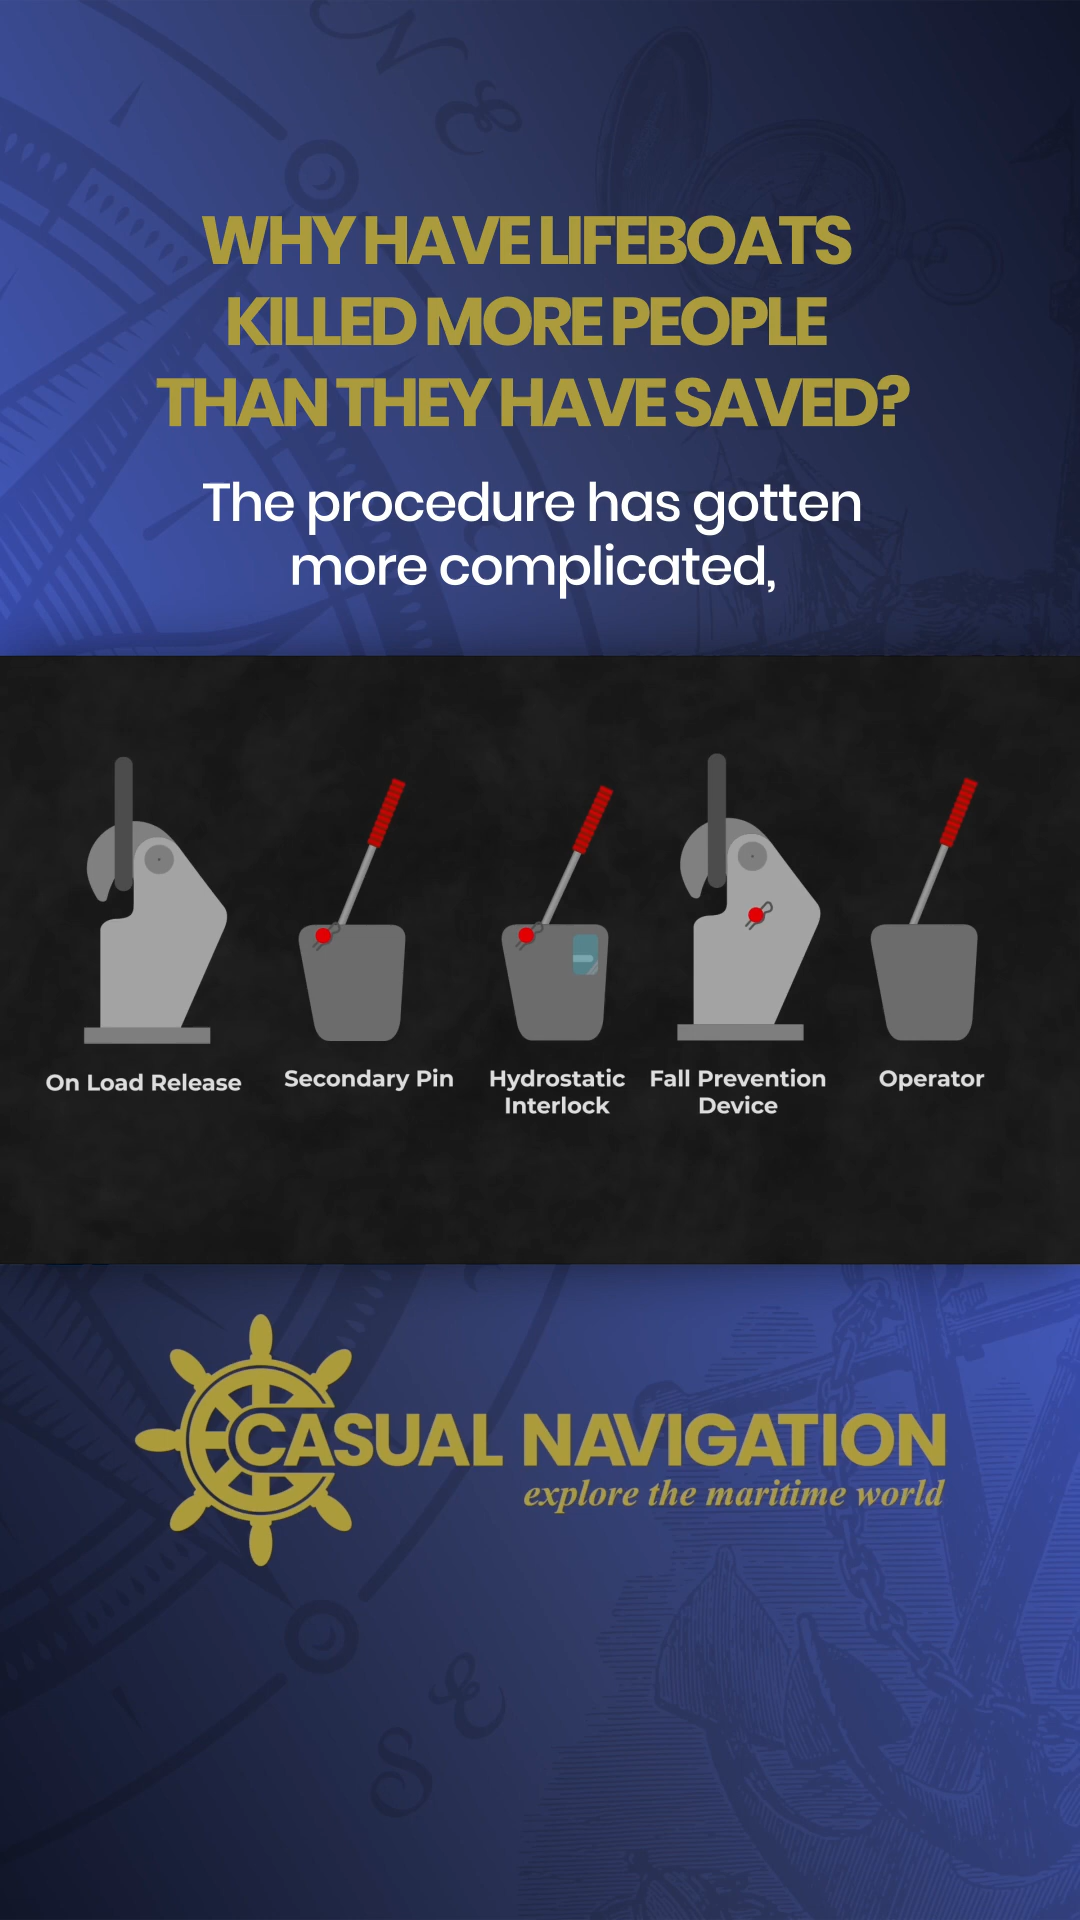 WHY HAVE LIFEBOATS
KILLED MORE PEOPLE
THAN THEY HAVE SAVED?
The procedure has gotten
more complicated,
On Load Release
Secondary Pin
Hydrostatic
Interlock
Fall Prevention
Device
Operator
CASUAL NAVIGATION
explore the maritime world
N
E
S
E